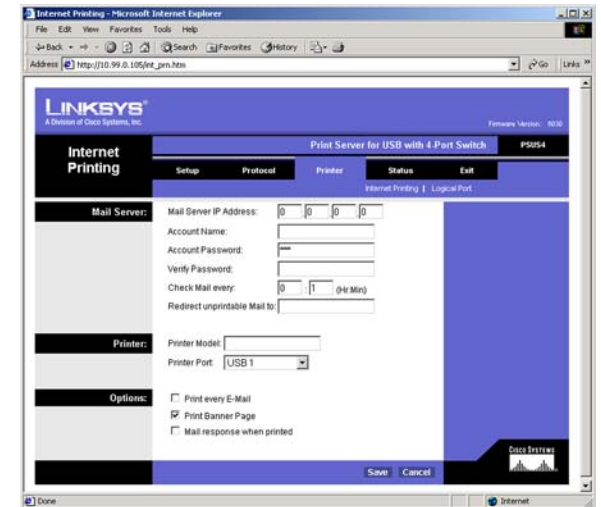 Internet Printing - Microsoft Internet Explorer
File Edit View Favorites Tools Help
Back Search Favorites History
Address http://10.99.0.105/int_prn.htm Go Links »
LINKSYS®
A Division of Cisco Systems, Inc.
Firmware Version: 6030
Print Server for USB with 4-Port Switch PSUS4
Internet Printing
Setup Protocol Printer Status Exit
Internet Printing | Logical Port
Mail Server:
Mail Server IP Address: 0 . 0 . 0 . 0
Account Name:
Account Password: ****
Verify Password:
Check Mail every: 0 : 1 (Hr:Min)
Redirect unprintable Mail to:
Printer:
Printer Model:
Printer Port: USB 1
Options:
Print every E-Mail
Print Banner Page
Mail response when printed
CISCO SYSTEMS
Save Cancel
Done Internet